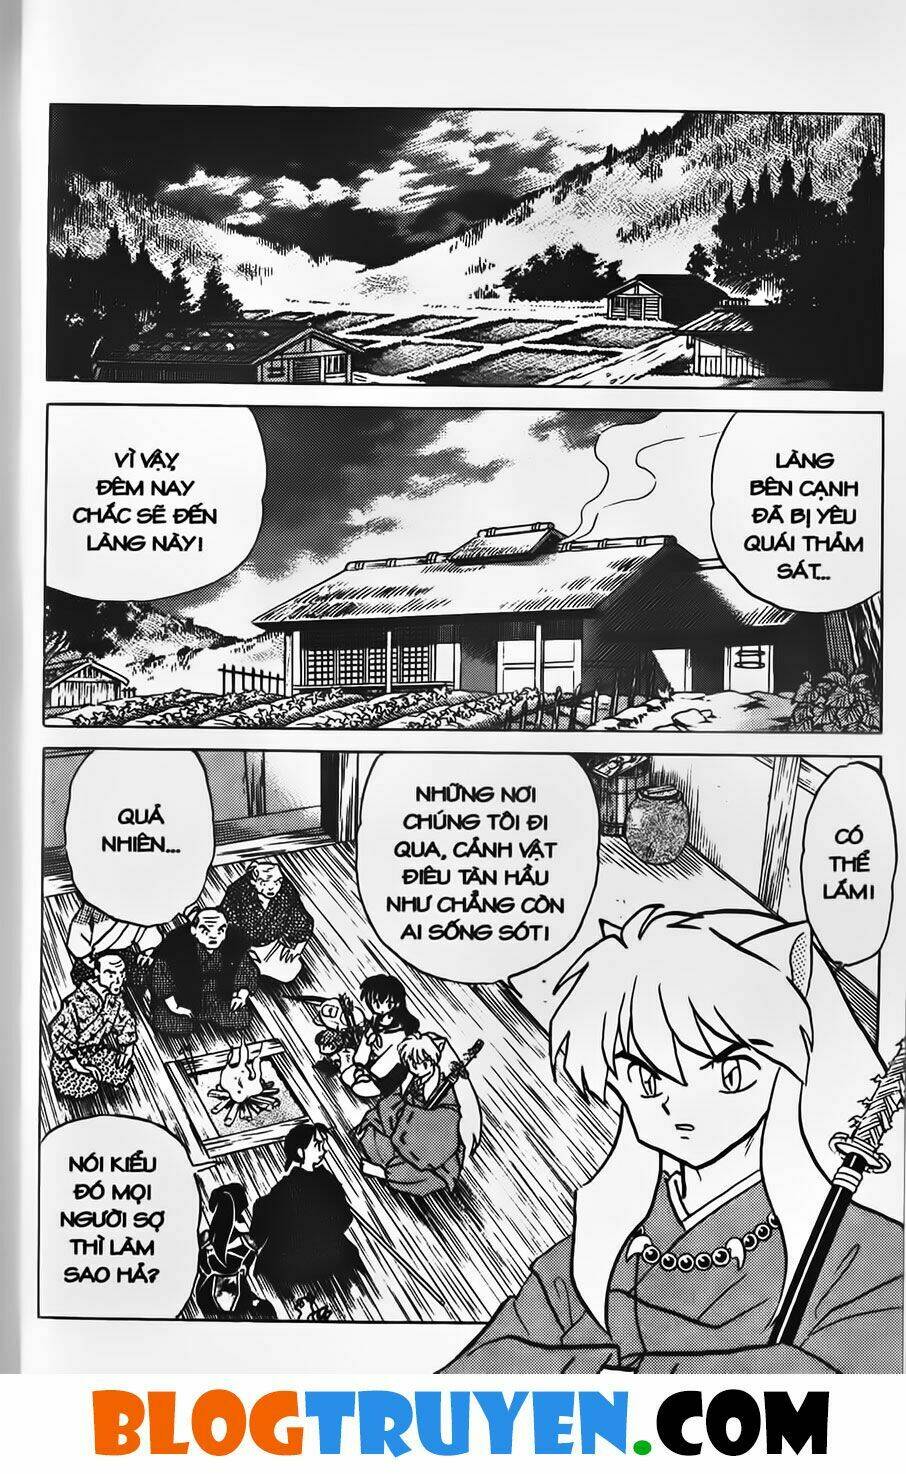 LÀNG
BÊN CẠNH
ĐÃ BỊ YÊU
QUÁI THẢM
SÁT...
VÌ VẬY,
ĐÊM NAY
CHẮC SẼ ĐẾN
LÀNG NÀY!
CÓ
THỂ
LẮM!
NHỮNG NƠI
CHÚNG TÔI ĐI
QUA, CẢNH VẬT
ĐIÊU TÀN HẦU
NHƯ CHẲNG CÒN
AI SỐNG SÓT!
QUẢ
NHIÊN...
NÓI KIỂU
ĐÓ MỌI
NGƯỜI SỢ
THÌ LÀM
SAO HẢ?
BLOGTRUYEN.COM